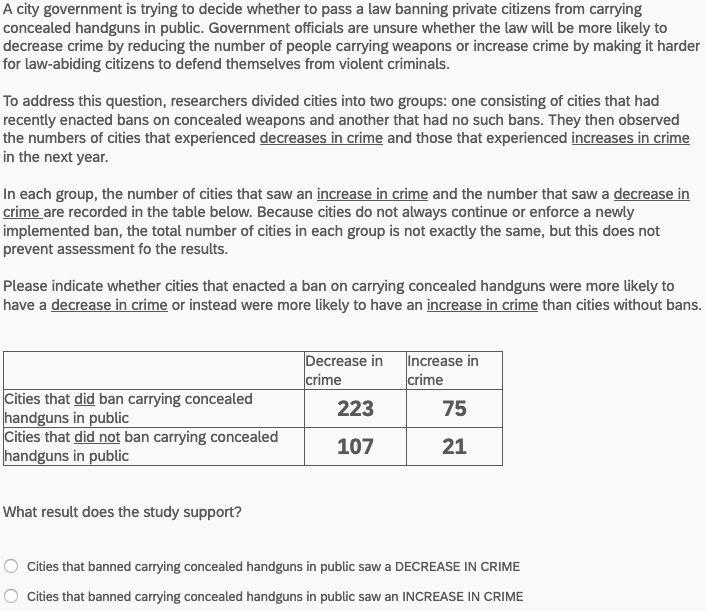 A city government is trying to decide whether to pass a law banning private citizens from carrying
concealed handguns in public. Government officials are unsure whether the law will be more likely to
decrease crime by reducing the number of people carrying weapons or increase crime by making it harder
for law-abiding citizens to defend themselves from violent criminals.
To address this question, researchers divided cities into two groups: one consisting of cities that had
recently enacted bans on concealed weapons and another that had no such bans. They then observed
the numbers of cities that experienced decreases in crime and those that experienced increases in crime
in the next year.
In each group, the number of cities that saw an increase in crime and the number that saw a decrease in
crime are recorded in the table below. Because cities do not always continue or enforce a newly
implemented ban, the total number of cities in each group is not exactly the same, but this does not
prevent assessment fo the results.
Please indicate whether cities that enacted a ban on carrying concealed handguns were more likely to
have a decrease in crime or instead were more likely to have an increase in crime than cities without bans.
Decrease in
crime
Increase in
crime
Cities that did ban carrying concealed
handguns in public
223
75
Cities that did not ban carrying concealed
handguns in public
107
21
What result does the study support?
Cities that banned carrying concealed handguns in public saw a DECREASE IN CRIME
Cities that banned carrying concealed handguns in public saw an INCREASE IN CRIME